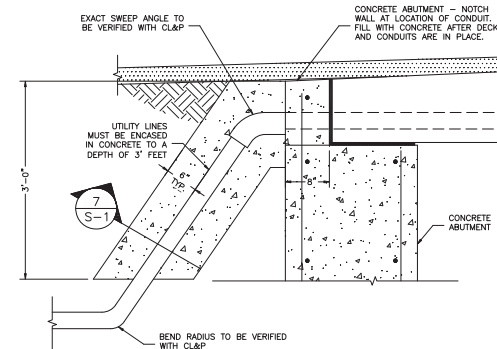 EXACT SWEEP ANGLE TO
BE VERIFIED WITH CL&P
CONCRETE ABUTMENT – NOTCH
WALL AT LOCATION OF CONDUIT.
FILL WITH CONCRETE AFTER DECK
AND CONDUITS ARE IN PLACE.
UTILITY LINES
MUST BE ENCASED
IN CONCRETE TO A
DEPTH OF 3' FEET
3'-0"
6"
TYP.
8"
7
S-1
CONCRETE
ABUTMENT
BEND RADIUS TO BE VERIFIED
WITH CL&P